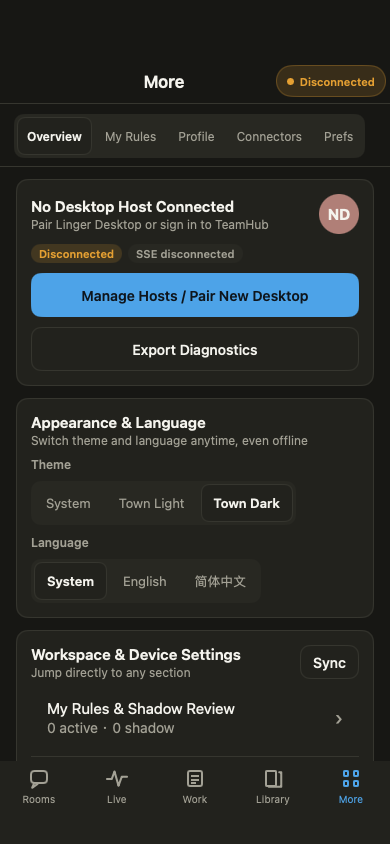 More
Disconnected
Overview
My Rules
Profile
Connectors
Prefs
No Desktop Host Connected
Pair Linger Desktop or sign in to TeamHub
ND
Disconnected
SSE disconnected
Manage Hosts / Pair New Desktop
Export Diagnostics
Appearance & Language
Switch theme and language anytime, even offline
Theme
System
Town Light
Town Dark
Language
System
English
简体中文
Workspace & Device Settings
Jump directly to any section
Sync
My Rules & Shadow Review
0 active · 0 shadow
Rooms
Live
Work
Library
More